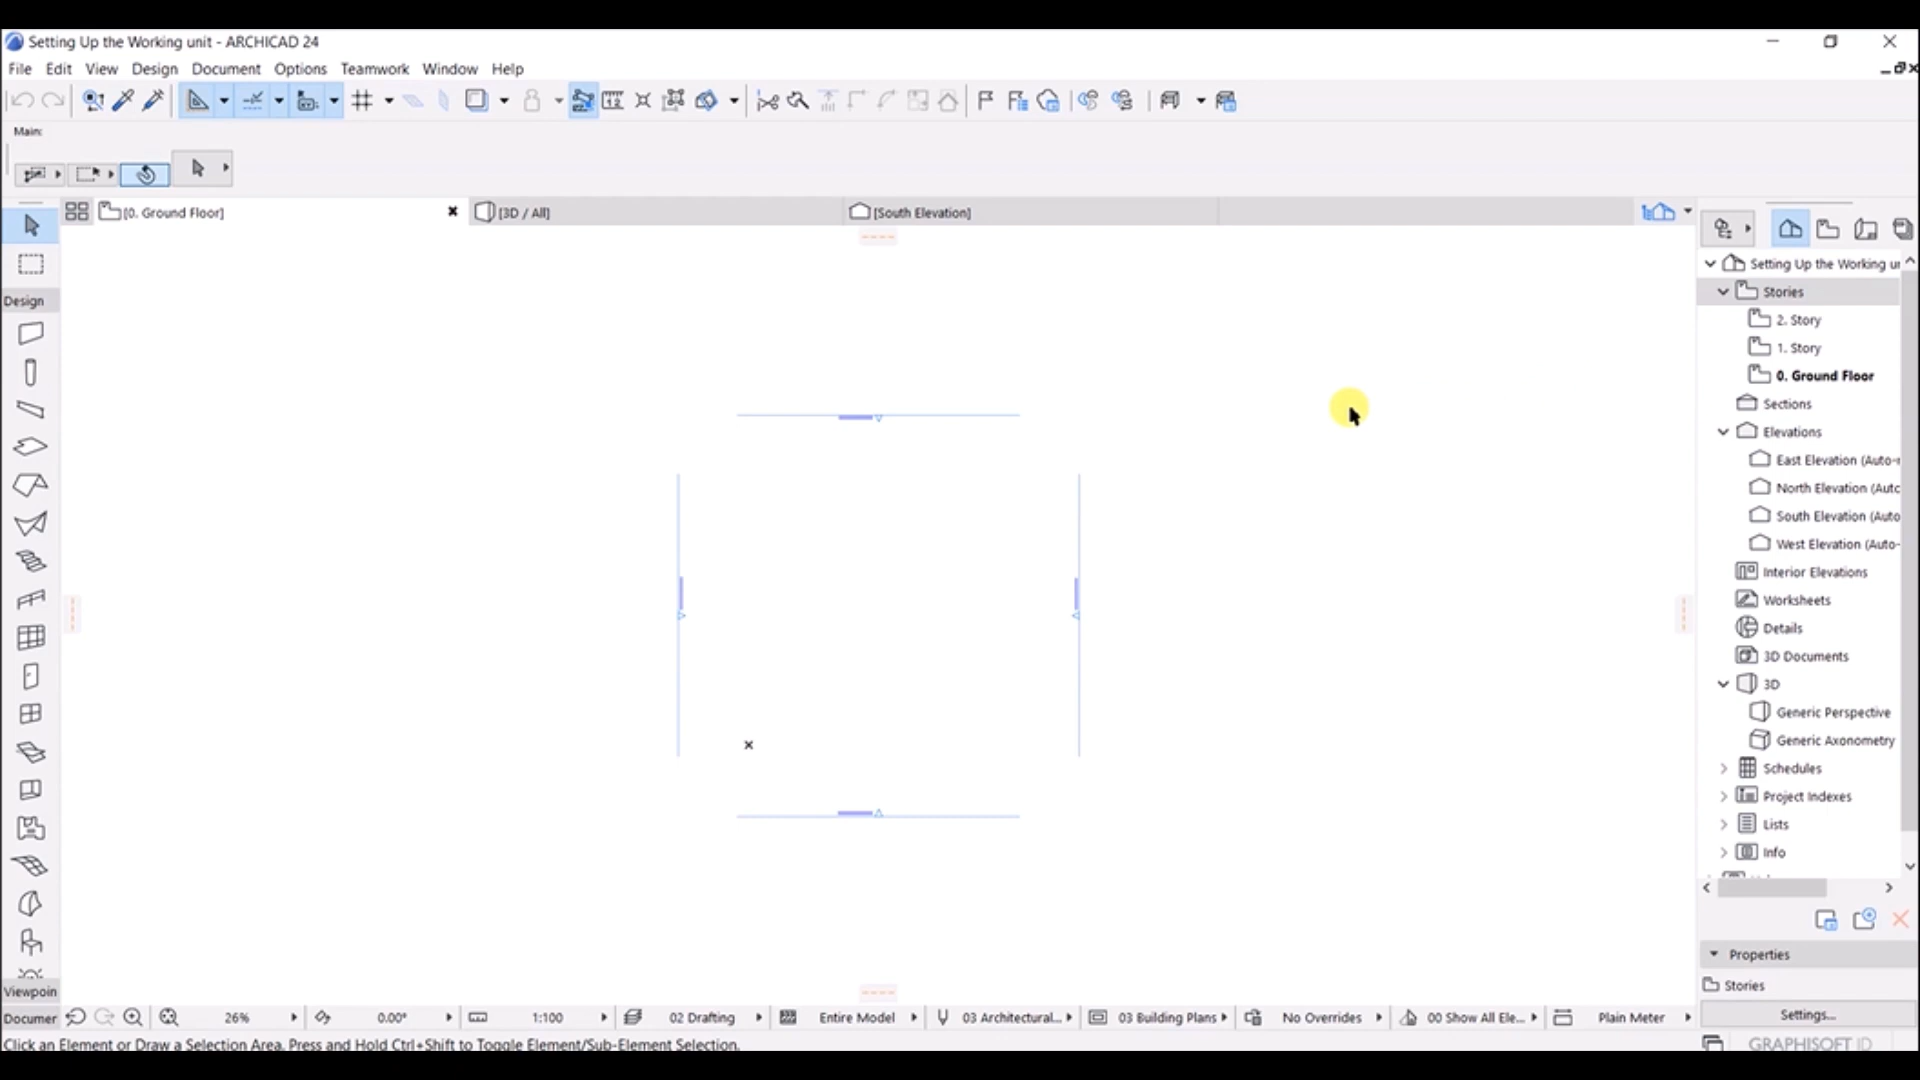 Setting Up the Working unit - ARCHICAD 24
File Edit View Design Document Options Teamwork Window Help
Main:
[0. Ground Floor]
[3D / All]
[South Elevation]
Design
Viewpoin
Documer
Setting Up the Working ur
Stories
2. Story
1. Story
0. Ground Floor
Sections
Elevations
East Elevation (Auto-r
North Elevation (Autc
South Elevation (Auto
West Elevation (Auto-
Interior Elevations
Worksheets
Details
3D Documents
3D
Generic Perspective
Generic Axonometry
Schedules
Project Indexes
Lists
Info
Properties
Stories
Settings...
26% 0.00° 1:100 02 Drafting Entire Model 03 Architectural... 03 Building Plans No Overrides 00 Show All Ele... Plain Meter
Click an Element or Draw a Selection Area. Press and Hold Ctrl+Shift to Toggle Element/Sub-Element Selection.
GRAPHISOFT ID